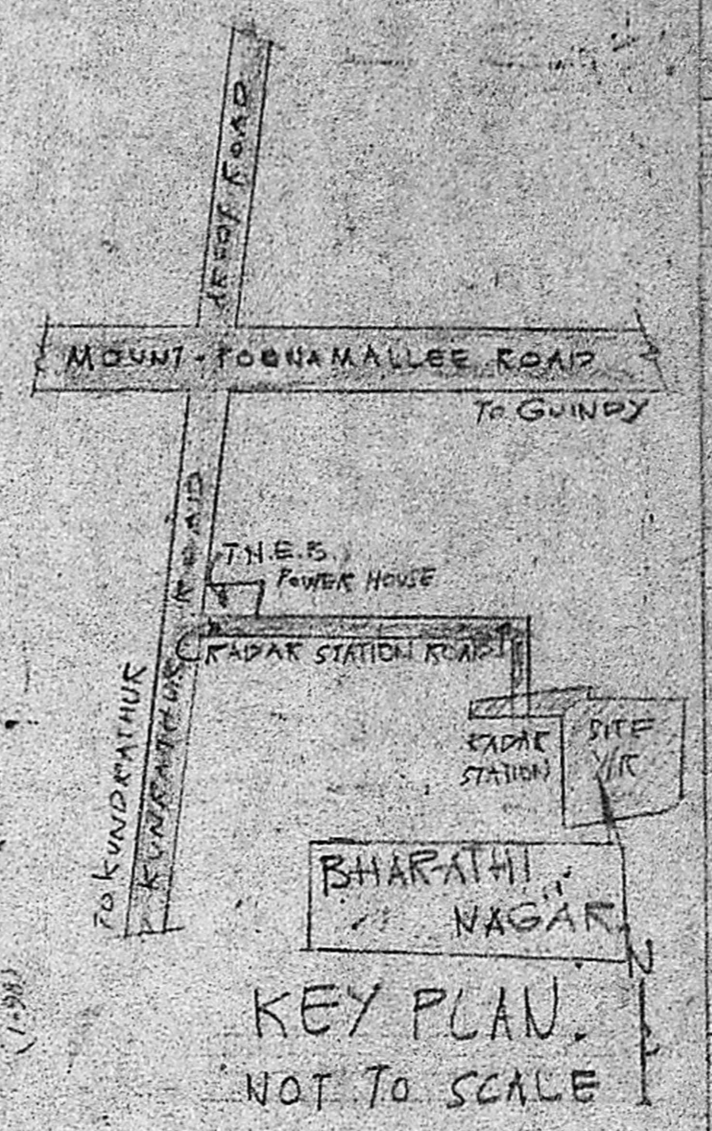 ARCOT ROAD
MOUNT-POONAMALLEE ROAD
TO GUINDY
T.N.E.B.
POWER HOUSE
RADAR STATION ROAD
KUNRATHUR ROAD
TO KUNDRATHUR
RADAR
STATION
SITE
BHARATHI
NAGAR
N
KEY PLAN.
NOT TO SCALE